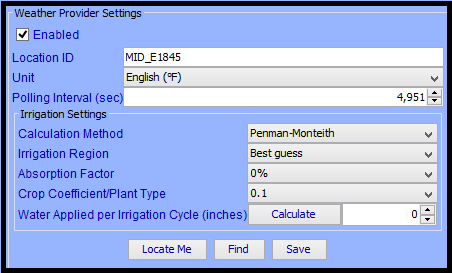 Weather Provider Settings
Enabled
Location ID MID_E1845
Unit English (°F)
Polling Interval (sec) 4,951
Irrigation Settings
Calculation Method Penman-Monteith
Irrigation Region Best guess
Absorption Factor 0%
Crop Coefficient/Plant Type 0.1
Water Applied per Irrigation Cycle (inches) Calculate 0
Locate Me Find Save